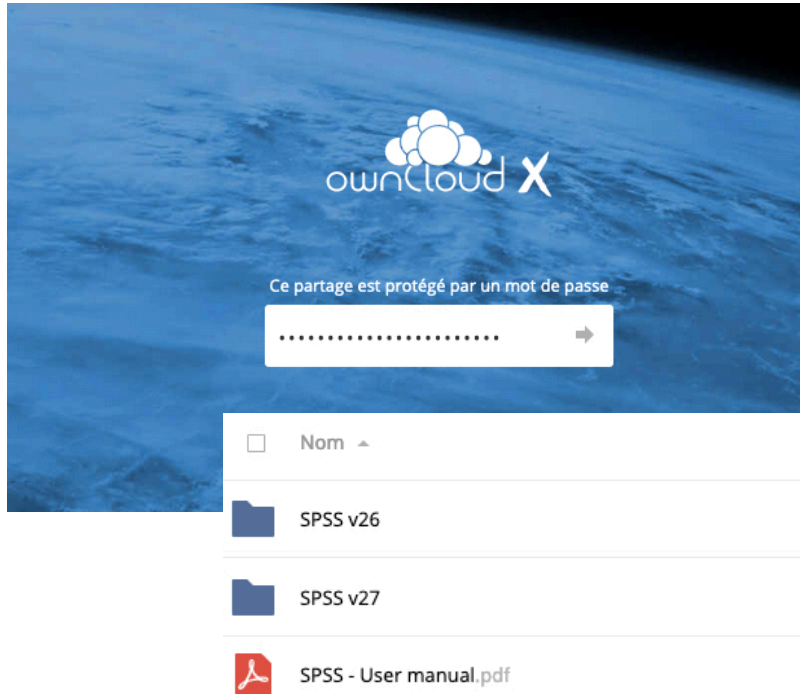 ownCloud X
Ce partage est protégé par un mot de passe
.......................
Nom
SPSS v26
SPSS v27
SPSS - User manual.pdf